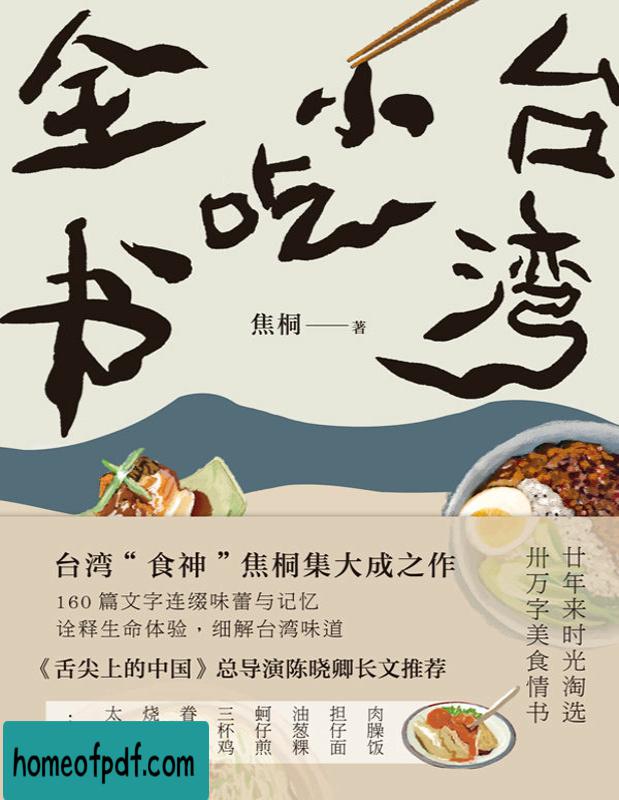 台湾
小吃
全书
焦桐——著
台湾“食神”焦桐集大成之作
160 篇文字连缀味蕾与记忆
诠释生命体验，细解台湾味道
《舌尖上的中国》总导演陈晓卿长文推荐
廿年来时光淘选
卅万字美食情书
肉臊饭
担仔面
油葱粿
蚵仔煎
三杯鸡
眷
烧
太
homeofpdf.com